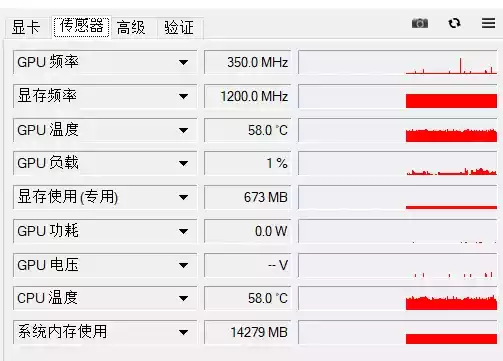 显卡 传感器 高级 验证
GPU 频率 350.0 MHz
显存频率 1200.0 MHz
GPU 温度 58.0 °C
GPU 负载 1 %
显存使用 (专用) 673 MB
GPU 功耗 0.0 W
GPU 电压 -- V
CPU 温度 58.0 °C
系统内存使用 14279 MB